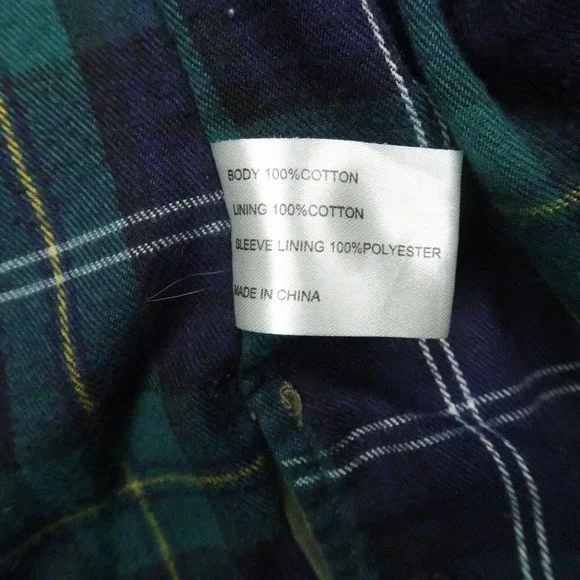 BODY 100%COTTON
LINING 100%COTTON
SLEEVE LINING 100%POLYESTER
MADE IN CHINA